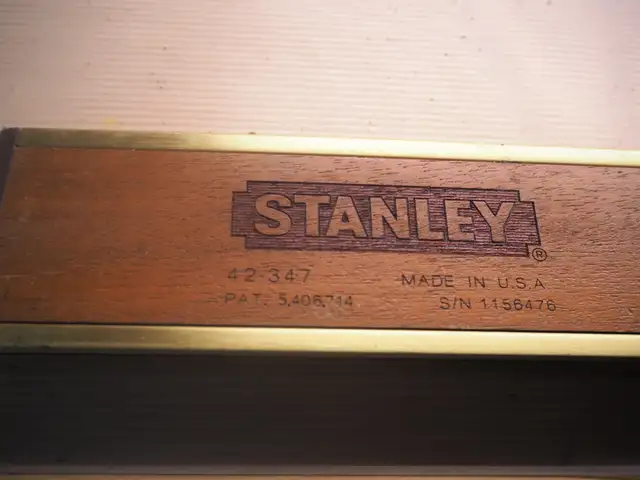 STANLEY®
42-347 MADE IN U.S.A
PAT. 5,406,714 S/N 1156476